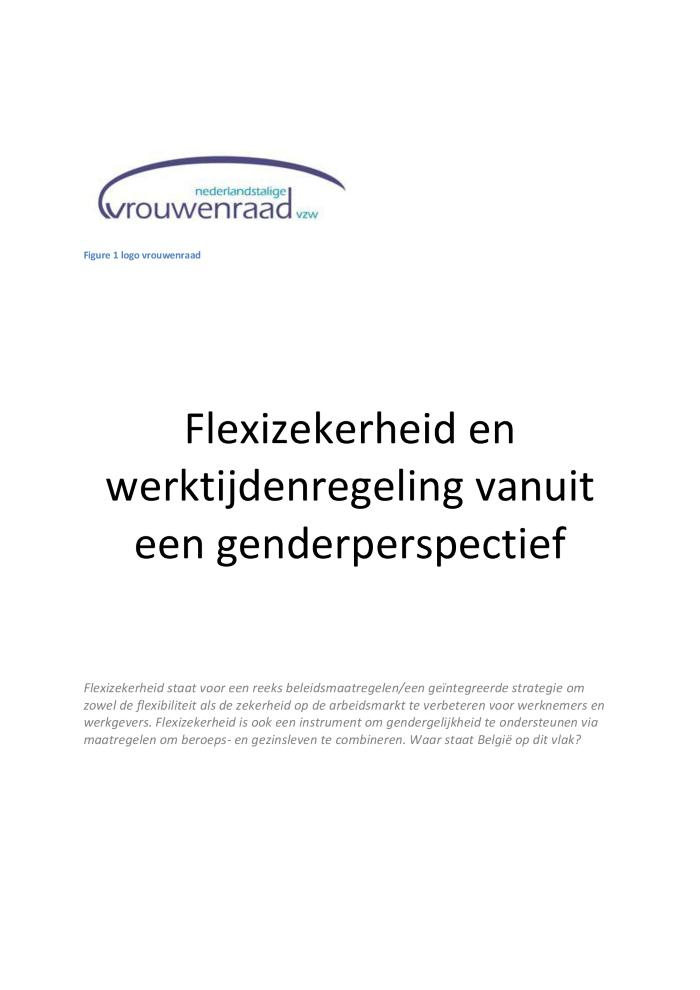 nederlandstalige
vrouwenraad vzw
Figure 1 logo vrouwenraad
Flexizekerheid en
werktijdenregeling vanuit
een genderperspectief
Flexizekerheid staat voor een reeks beleidsmaatregelen/een geïntegreerde strategie om
zowel de flexibiliteit als de zekerheid op de arbeidsmarkt te verbeteren voor werknemers en
werkgevers. Flexizekerheid is ook een instrument om gendergelijkheid te ondersteunen via
maatregelen om beroeps- en gezinsleven te combineren. Waar staat België op dit vlak?